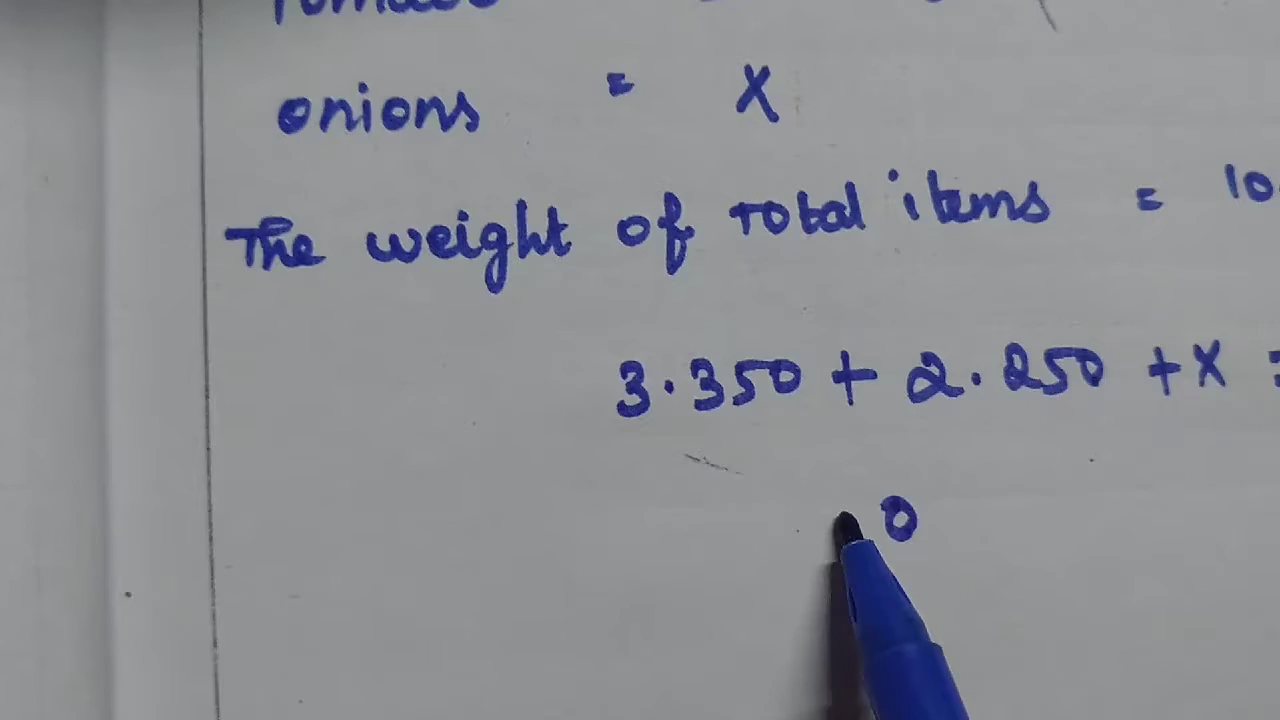 onions = x
The weight of Total items = 10
3.350 + 2.250 + x =
0